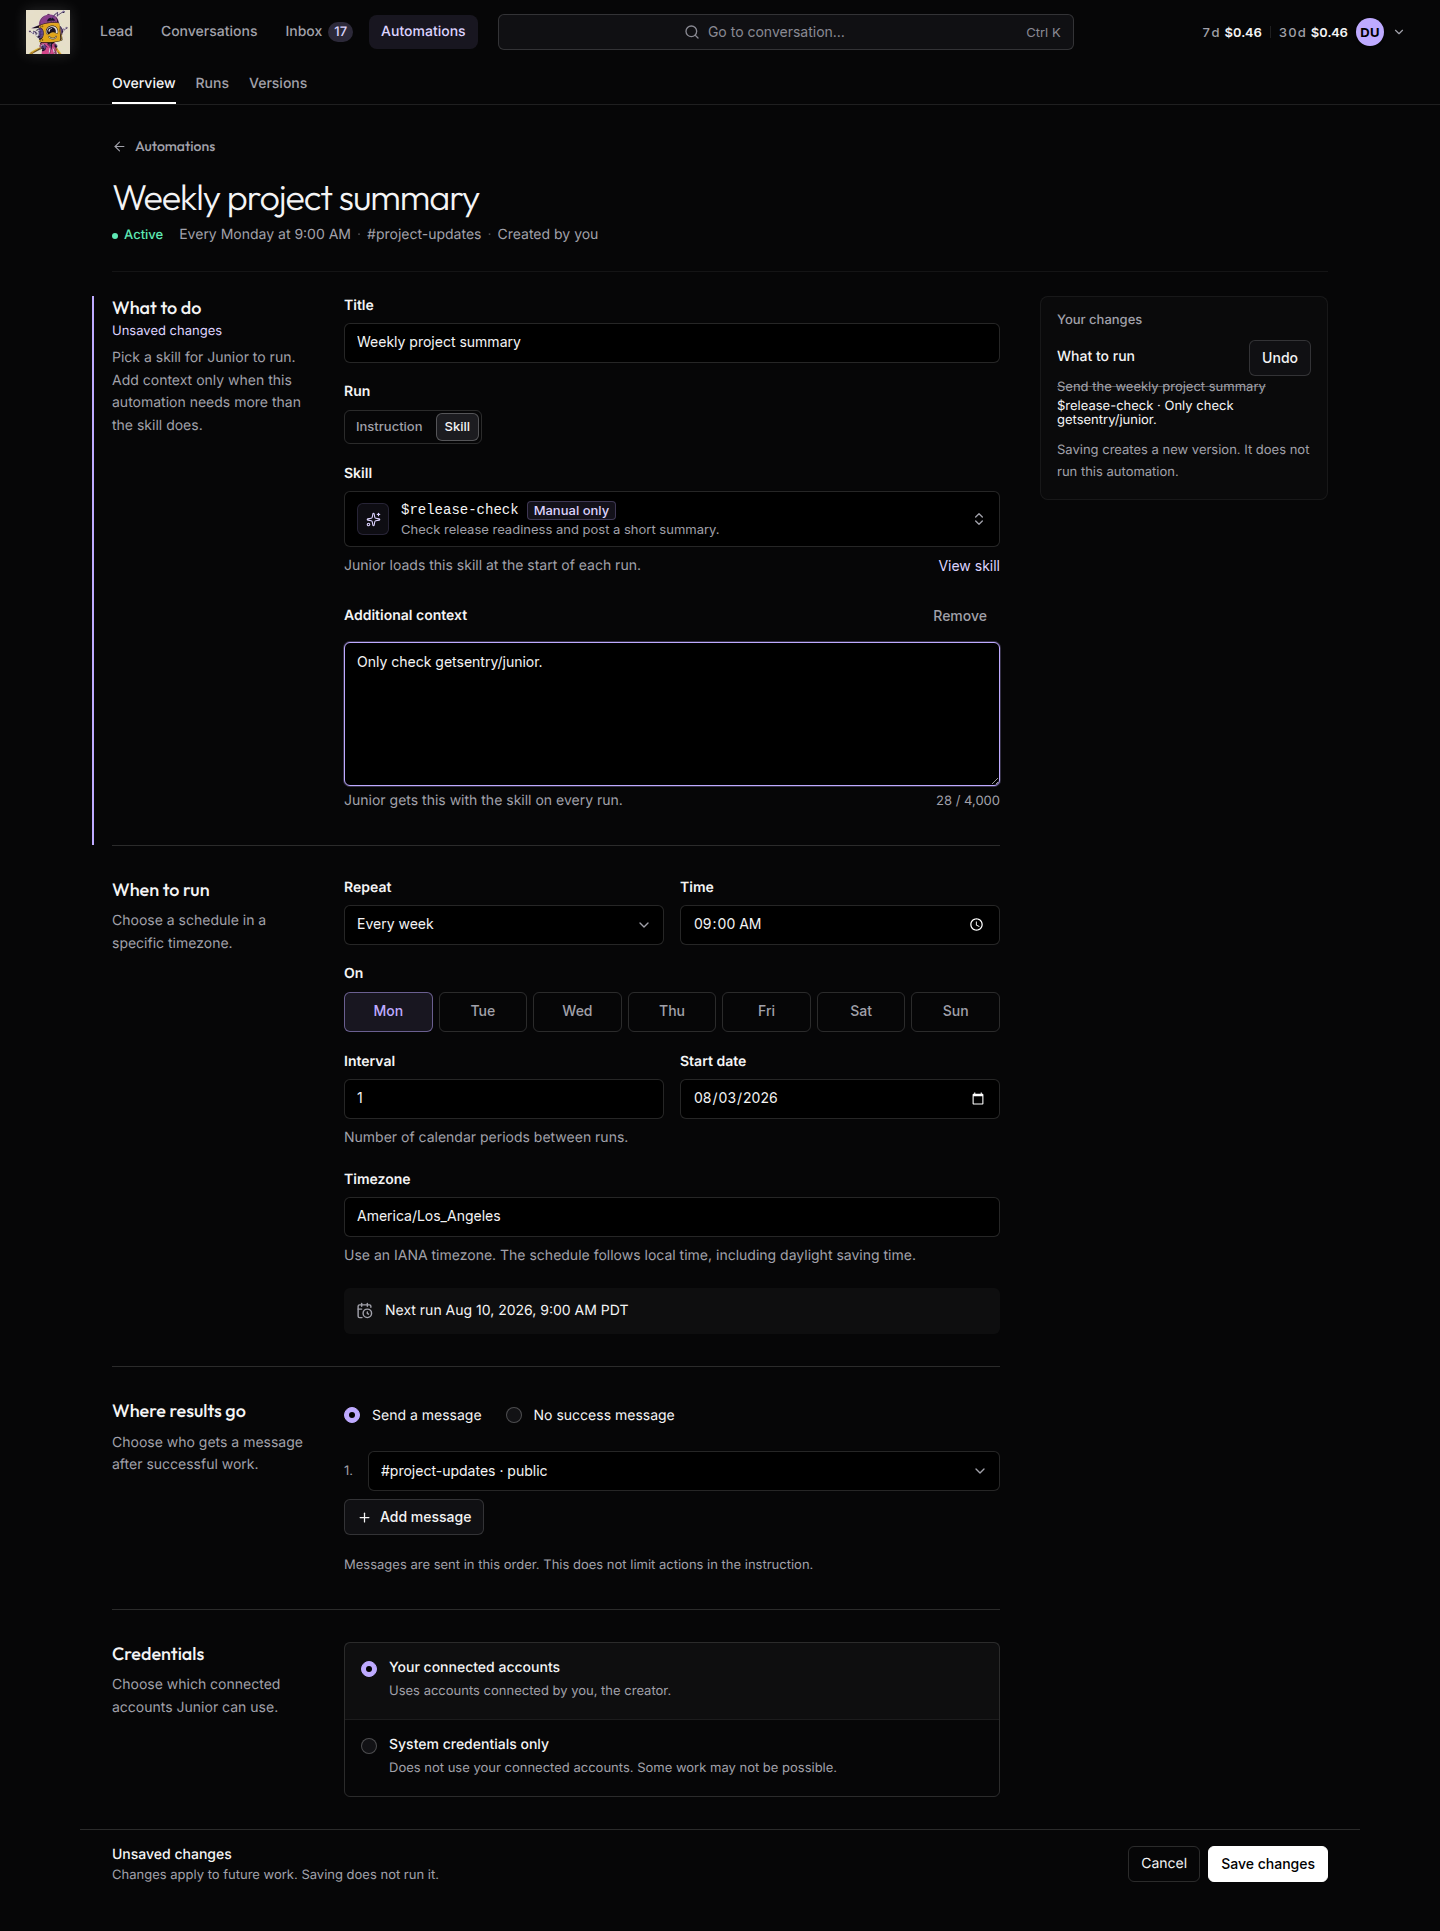 Lead
Conversations
Inbox 17
Automations
Go to conversation...
Ctrl K
7d $0.46
30d $0.46
DU
Overview
Runs
Versions
Automations
Weekly project summary
Active
Every Monday at 9:00 AM · #project-updates · Created by you
What to do
Unsaved changes
Pick a skill for Junior to run.
Add context only when this
automation needs more than
the skill does.
Title
Weekly project summary
Run
Instruction
Skill
Skill
$release-check
Manual only
Check release readiness and post a short summary.
Junior loads this skill at the start of each run.
View skill
Additional context
Remove
Only check getsentry/junior.
Junior gets this with the skill on every run.
28 / 4,000
Your changes
What to run
Undo
Send the weekly project summary
$release-check · Only check
getsentry/junior.
Saving creates a new version. It does not
run this automation.
When to run
Choose a schedule in a
specific timezone.
Repeat
Every week
Time
09:00 AM
On
Mon
Tue
Wed
Thu
Fri
Sat
Sun
Interval
1
Start date
08/03/2026
Number of calendar periods between runs.
Timezone
America/Los_Angeles
Use an IANA timezone. The schedule follows local time, including daylight saving time.
Next run Aug 10, 2026, 9:00 AM PDT
Where results go
Choose who gets a message
after successful work.
Send a message
No success message
1.
#project-updates · public
Add message
Messages are sent in this order. This does not limit actions in the instruction.
Credentials
Choose which connected
accounts Junior can use.
Your connected accounts
Uses accounts connected by you, the creator.
System credentials only
Does not use your connected accounts. Some work may not be possible.
Unsaved changes
Changes apply to future work. Saving does not run it.
Cancel
Save changes